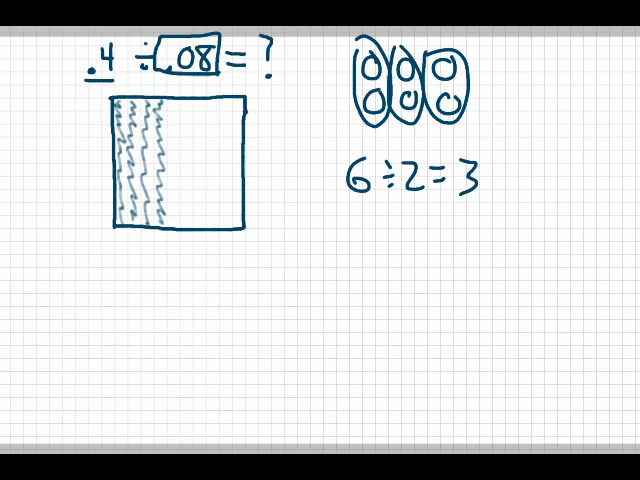 .4 ÷ .08 = ?
6 ÷ 2 = 3